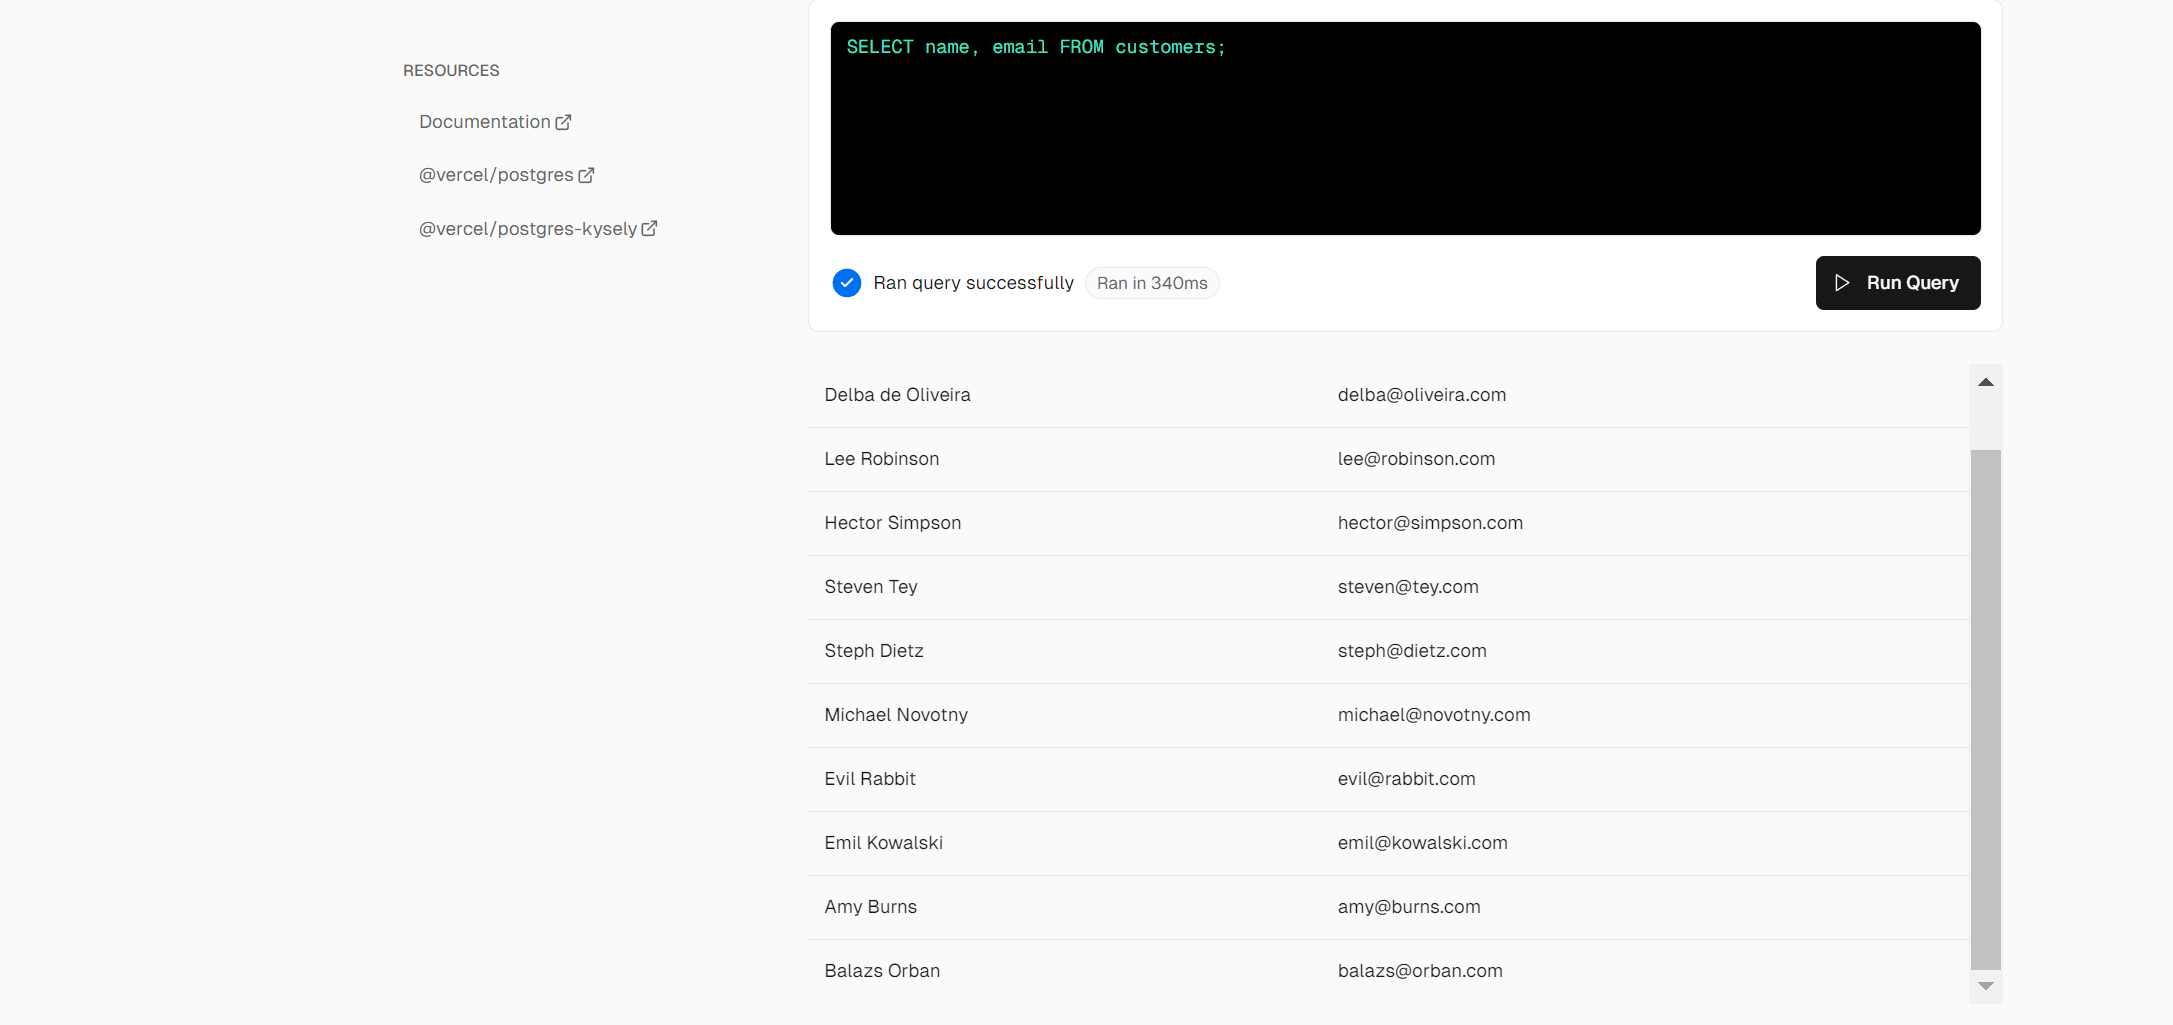 RESOURCES
Documentation
@vercel/postgres
@vercel/postgres-kysely
SELECT name, email FROM customers;
Ran query successfully Ran in 340ms
Run Query
Delba de Oliveira delba@oliveira.com
Lee Robinson lee@robinson.com
Hector Simpson hector@simpson.com
Steven Tey steven@tey.com
Steph Dietz steph@dietz.com
Michael Novotny michael@novotny.com
Evil Rabbit evil@rabbit.com
Emil Kowalski emil@kowalski.com
Amy Burns amy@burns.com
Balazs Orban balazs@orban.com